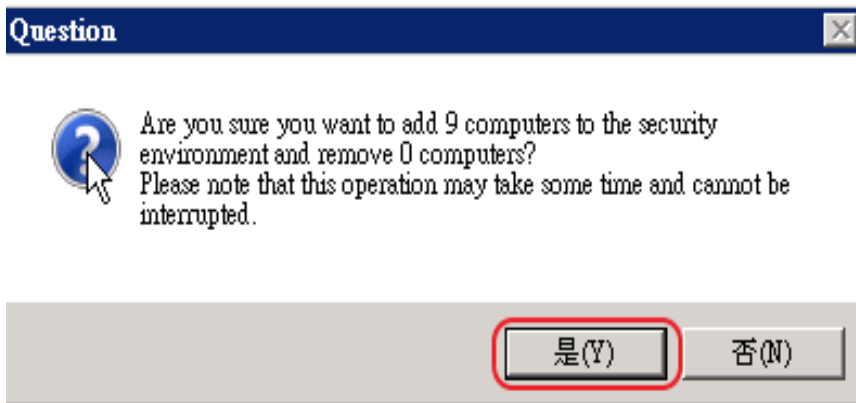 Question
Are you sure you want to add 9 computers to the security
environment and remove 0 computers?
Please note that this operation may take some time and cannot be
interrupted.
是(Y)
否(N)